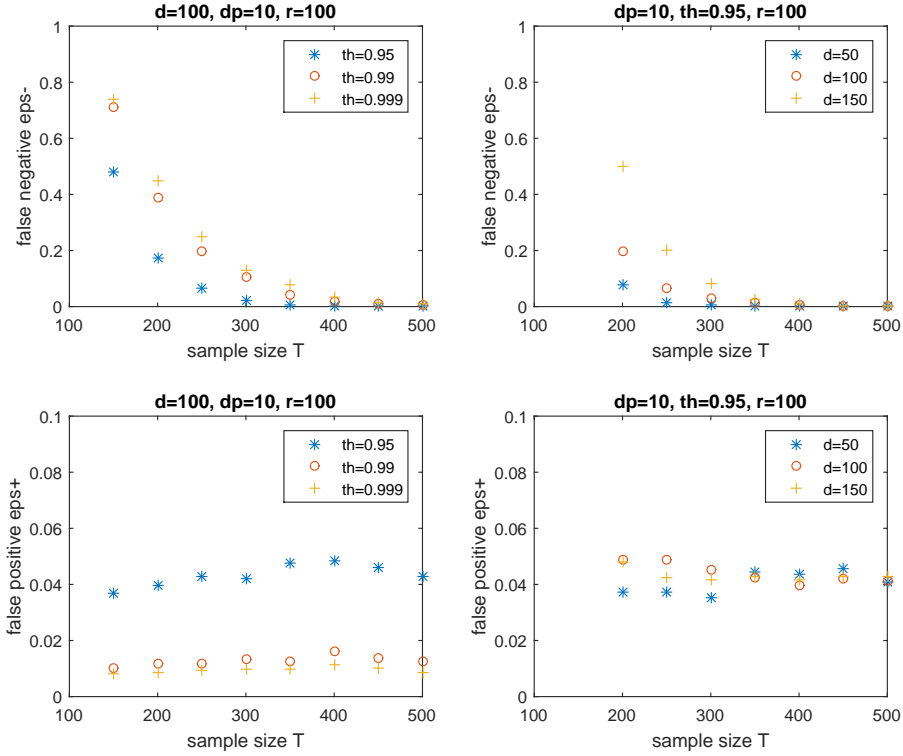 d=100, dp=10, r=100
false negative eps-
1
0.8
0.6
0.4
0.2
0
th=0.95
th=0.99
th=0.999
100 200 300 400 500
sample size T
dp=10, th=0.95, r=100
false negative eps-
1
0.8
0.6
0.4
0.2
0
d=50
d=100
d=150
100 200 300 400 500
sample size T
d=100, dp=10, r=100
false positive eps+
0.1
0.08
0.06
0.04
0.02
0
th=0.95
th=0.99
th=0.999
100 200 300 400 500
sample size T
dp=10, th=0.95, r=100
false positive eps+
0.1
0.08
0.06
0.04
0.02
0
d=50
d=100
d=150
100 200 300 400 500
sample size T